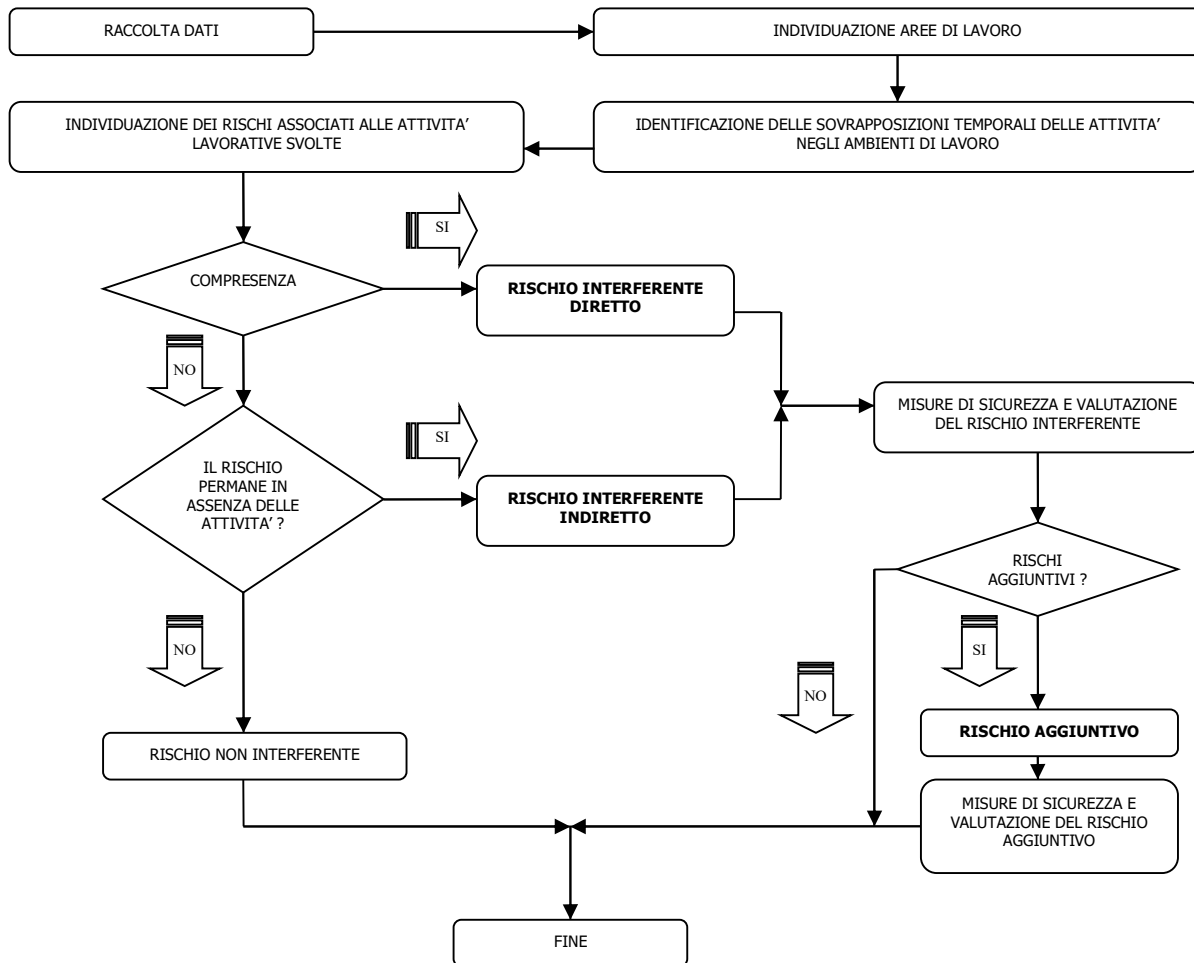 RACCOLTA DATI
INDIVIDUAZIONE AREE DI LAVORO
INDIVIDUAZIONE DEI RISCHI ASSOCIATI ALLE ATTIVITA’
LAVORATIVE SVOLTE
IDENTIFICAZIONE DELLE SOVRAPPOSIZIONI TEMPORALI DELLE ATTIVITA’
NEGLI AMBIENTI DI LAVORO
SI
COMPRESENZA
RISCHIO INTERFERENTE
DIRETTO
NO
MISURE DI SICUREZZA E VALUTAZIONE
DEL RISCHIO INTERFERENTE
SI
IL RISCHIO
PERMANE IN
ASSENZA DELLE
ATTIVITA’ ?
RISCHIO INTERFERENTE
INDIRETTO
RISCHI
AGGIUNTIVI ?
NO
SI
NO
RISCHIO AGGIUNTIVO
RISCHIO NON INTERFERENTE
MISURE DI SICUREZZA E
VALUTAZIONE DEL RISCHIO
AGGIUNTIVO
FINE